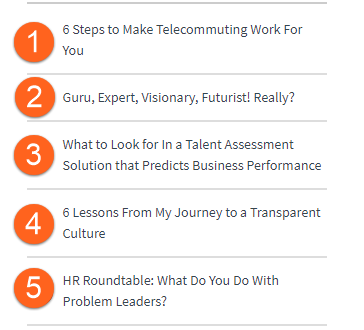 1
6 Steps to Make Telecommuting Work For
You
2
Guru, Expert, Visionary, Futurist! Really?
3
What to Look for In a Talent Assessment
Solution that Predicts Business Performance
4
6 Lessons From My Journey to a Transparent
Culture
5
HR Roundtable: What Do You Do With
Problem Leaders?